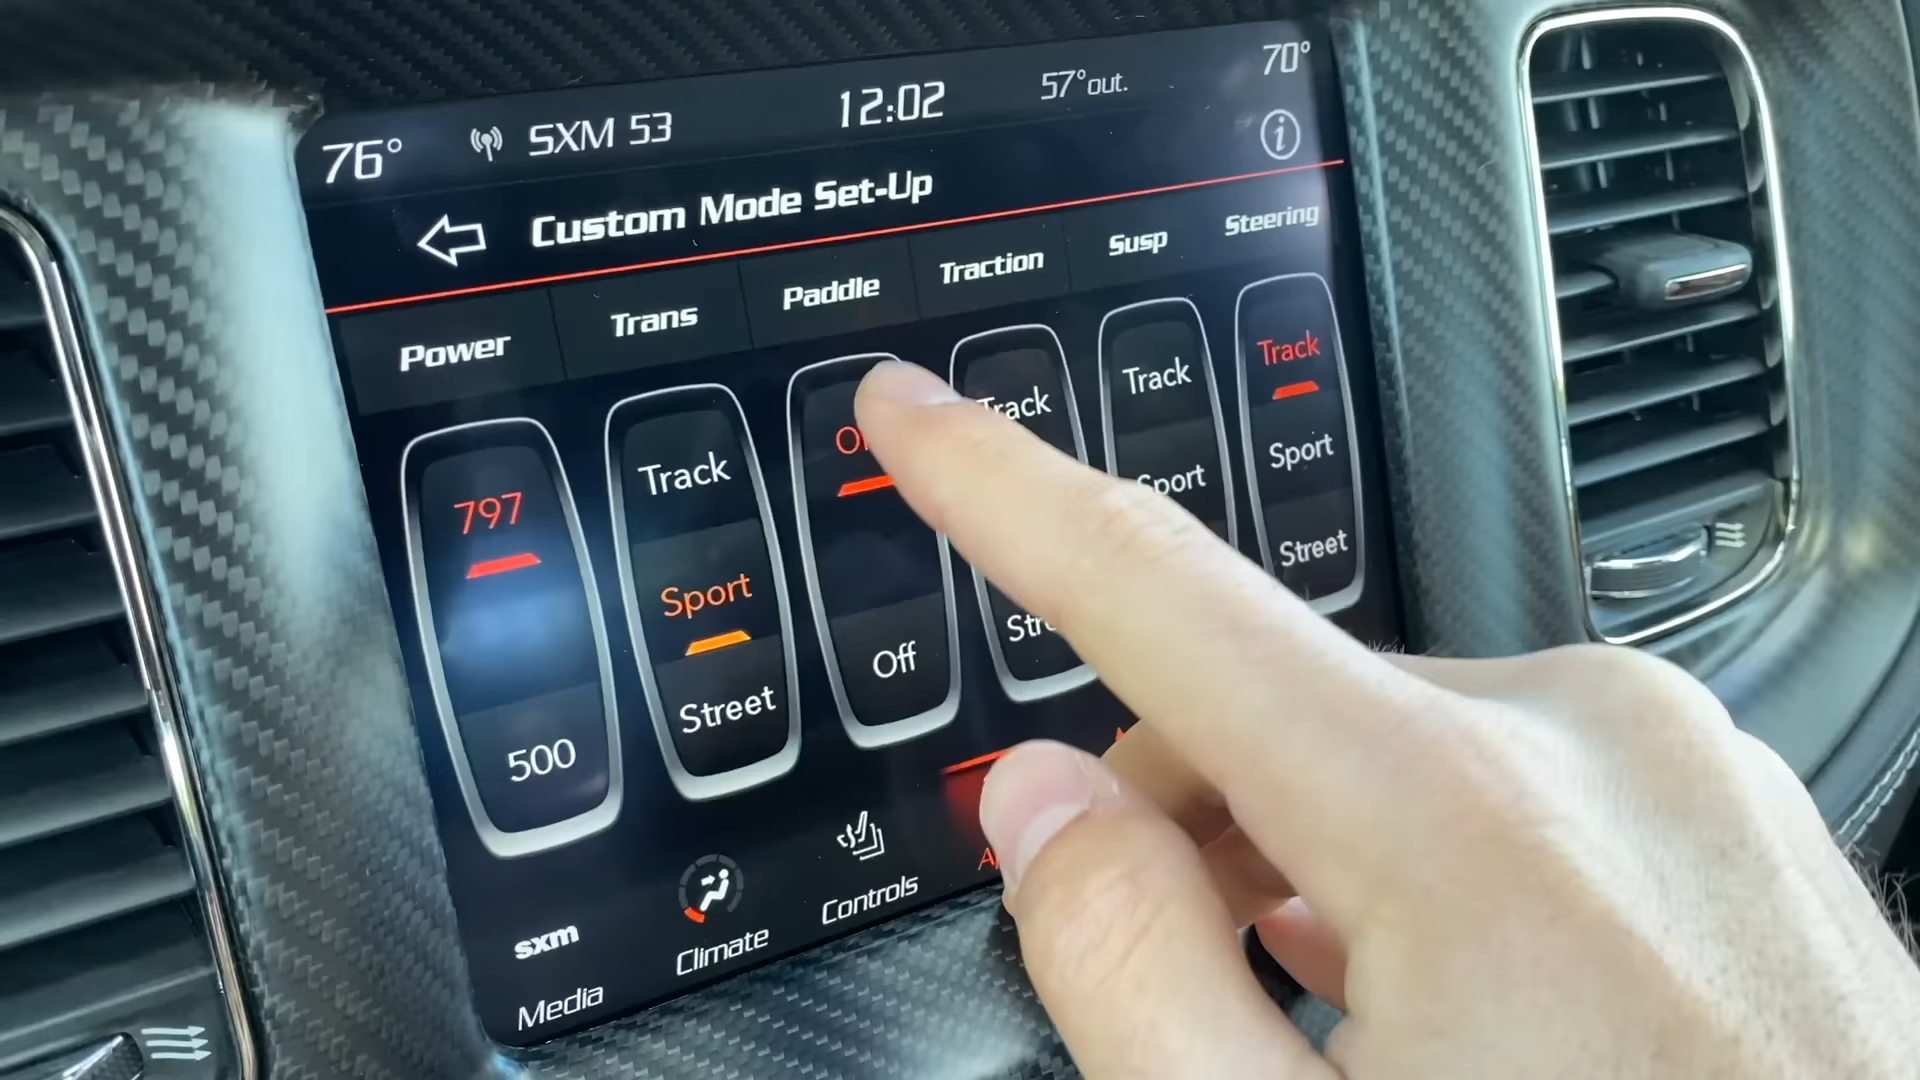 76° SXM 53 12:02 57° out. 70°
Custom Mode Set-Up
Power Trans Paddle Traction Susp Steering
797
500
Track
Sport
Street
Off
Track
Track
Sport
Track
Sport
Street
sxm
Media
Climate
Controls